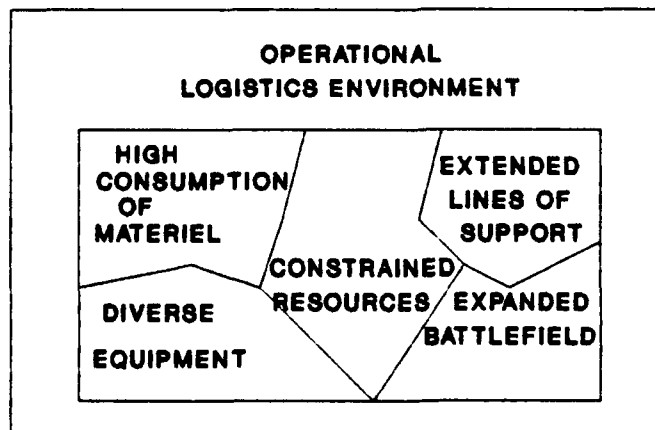 OPERATIONAL
LOGISTICS ENVIRONMENT
HIGH
CONSUMPTION
OF
MATERIEL
EXTENDED
LINES OF
SUPPORT
CONSTRAINED
RESOURCES
DIVERSE
EQUIPMENT
EXPANDED
BATTLEFIELD